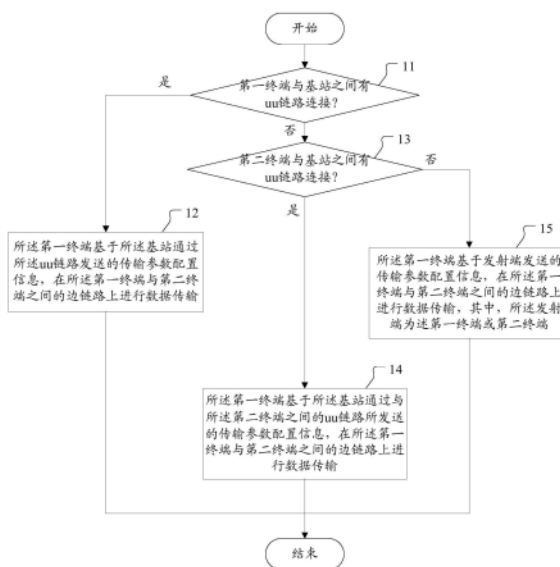 开始
11
第一终端与基站之间有
uu链路连接?
是
否
13
第二终端与基站之间有
uu链路连接?
否
是
12
所述第一终端基于所述基站通过
所述uu链路发送的传输参数配置
信息，在所述第一终端与第二终
端之间的边链路上进行数据传输
15
所述第一终端基于发射端发送的
传输参数配置信息，在所述第一
终端与第二终端之间的边链路上
进行数据传输，其中，所述发射
端为述第一终端或第二终端
14
所述第一终端基于所述基站通过与
所述第二终端之间的uu链路所发送
的传输参数配置信息，在所述第一
终端与第二终端之间的边链路上进
行数据传输
结束